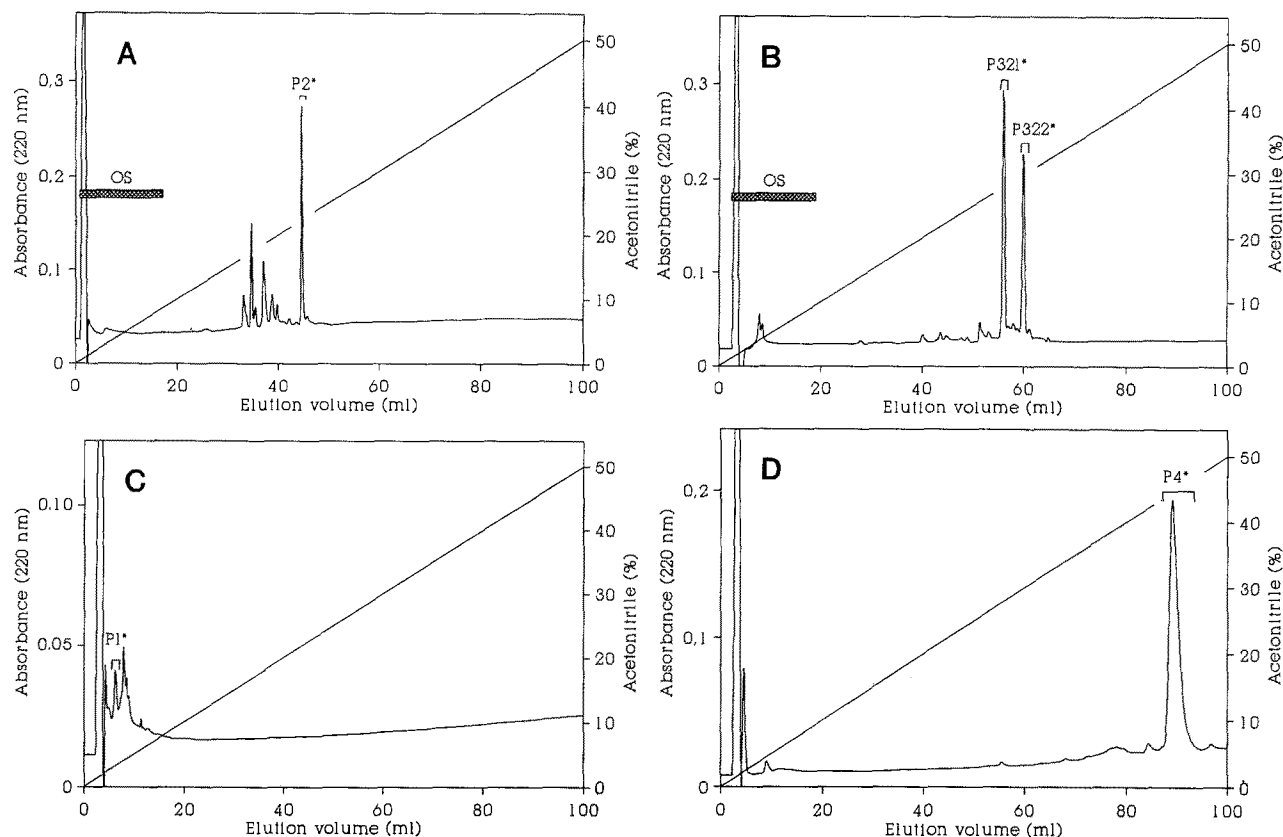 A
Absorbance (220 nm)
0,3
0.2
0.1
0
OS
P2*
50
40
30
20
10
0
Acetonitrile (%)
0 20 40 60 80 100
Elution volume (ml)
B
Absorbance (220 nm)
0.3
0.2
0.1
0
OS
P321*
P322*
50
40
30
20
10
0
Acetonitrile (%)
0 20 40 60 80 100
Elution volume (ml)
C
Absorbance (220 nm)
0.10
0.05
0
P1*
50
40
30
20
10
0
Acetonitrile (%)
0 20 40 60 80 100
Elution volume (ml)
D
Absorbance (220 nm)
0,2
0,1
0
P4*
50
40
30
20
10
0
Acetonitrile (%)
0 20 40 60 80 100
Elution volume (ml)